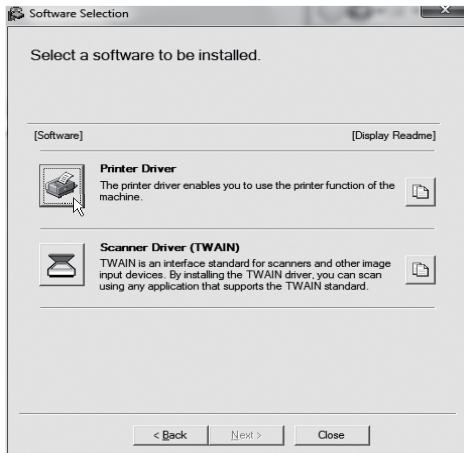 Software Selection
Select a software to be installed.
[Software] [Display Readme]
Printer Driver
The printer driver enables you to use the printer function of the
machine.
Scanner Driver (TWAIN)
TWAIN is an interface standard for scanners and other image
input devices. By installing the TWAIN driver, you can scan
using any application that supports the TWAIN standard.
< Back Next > Close